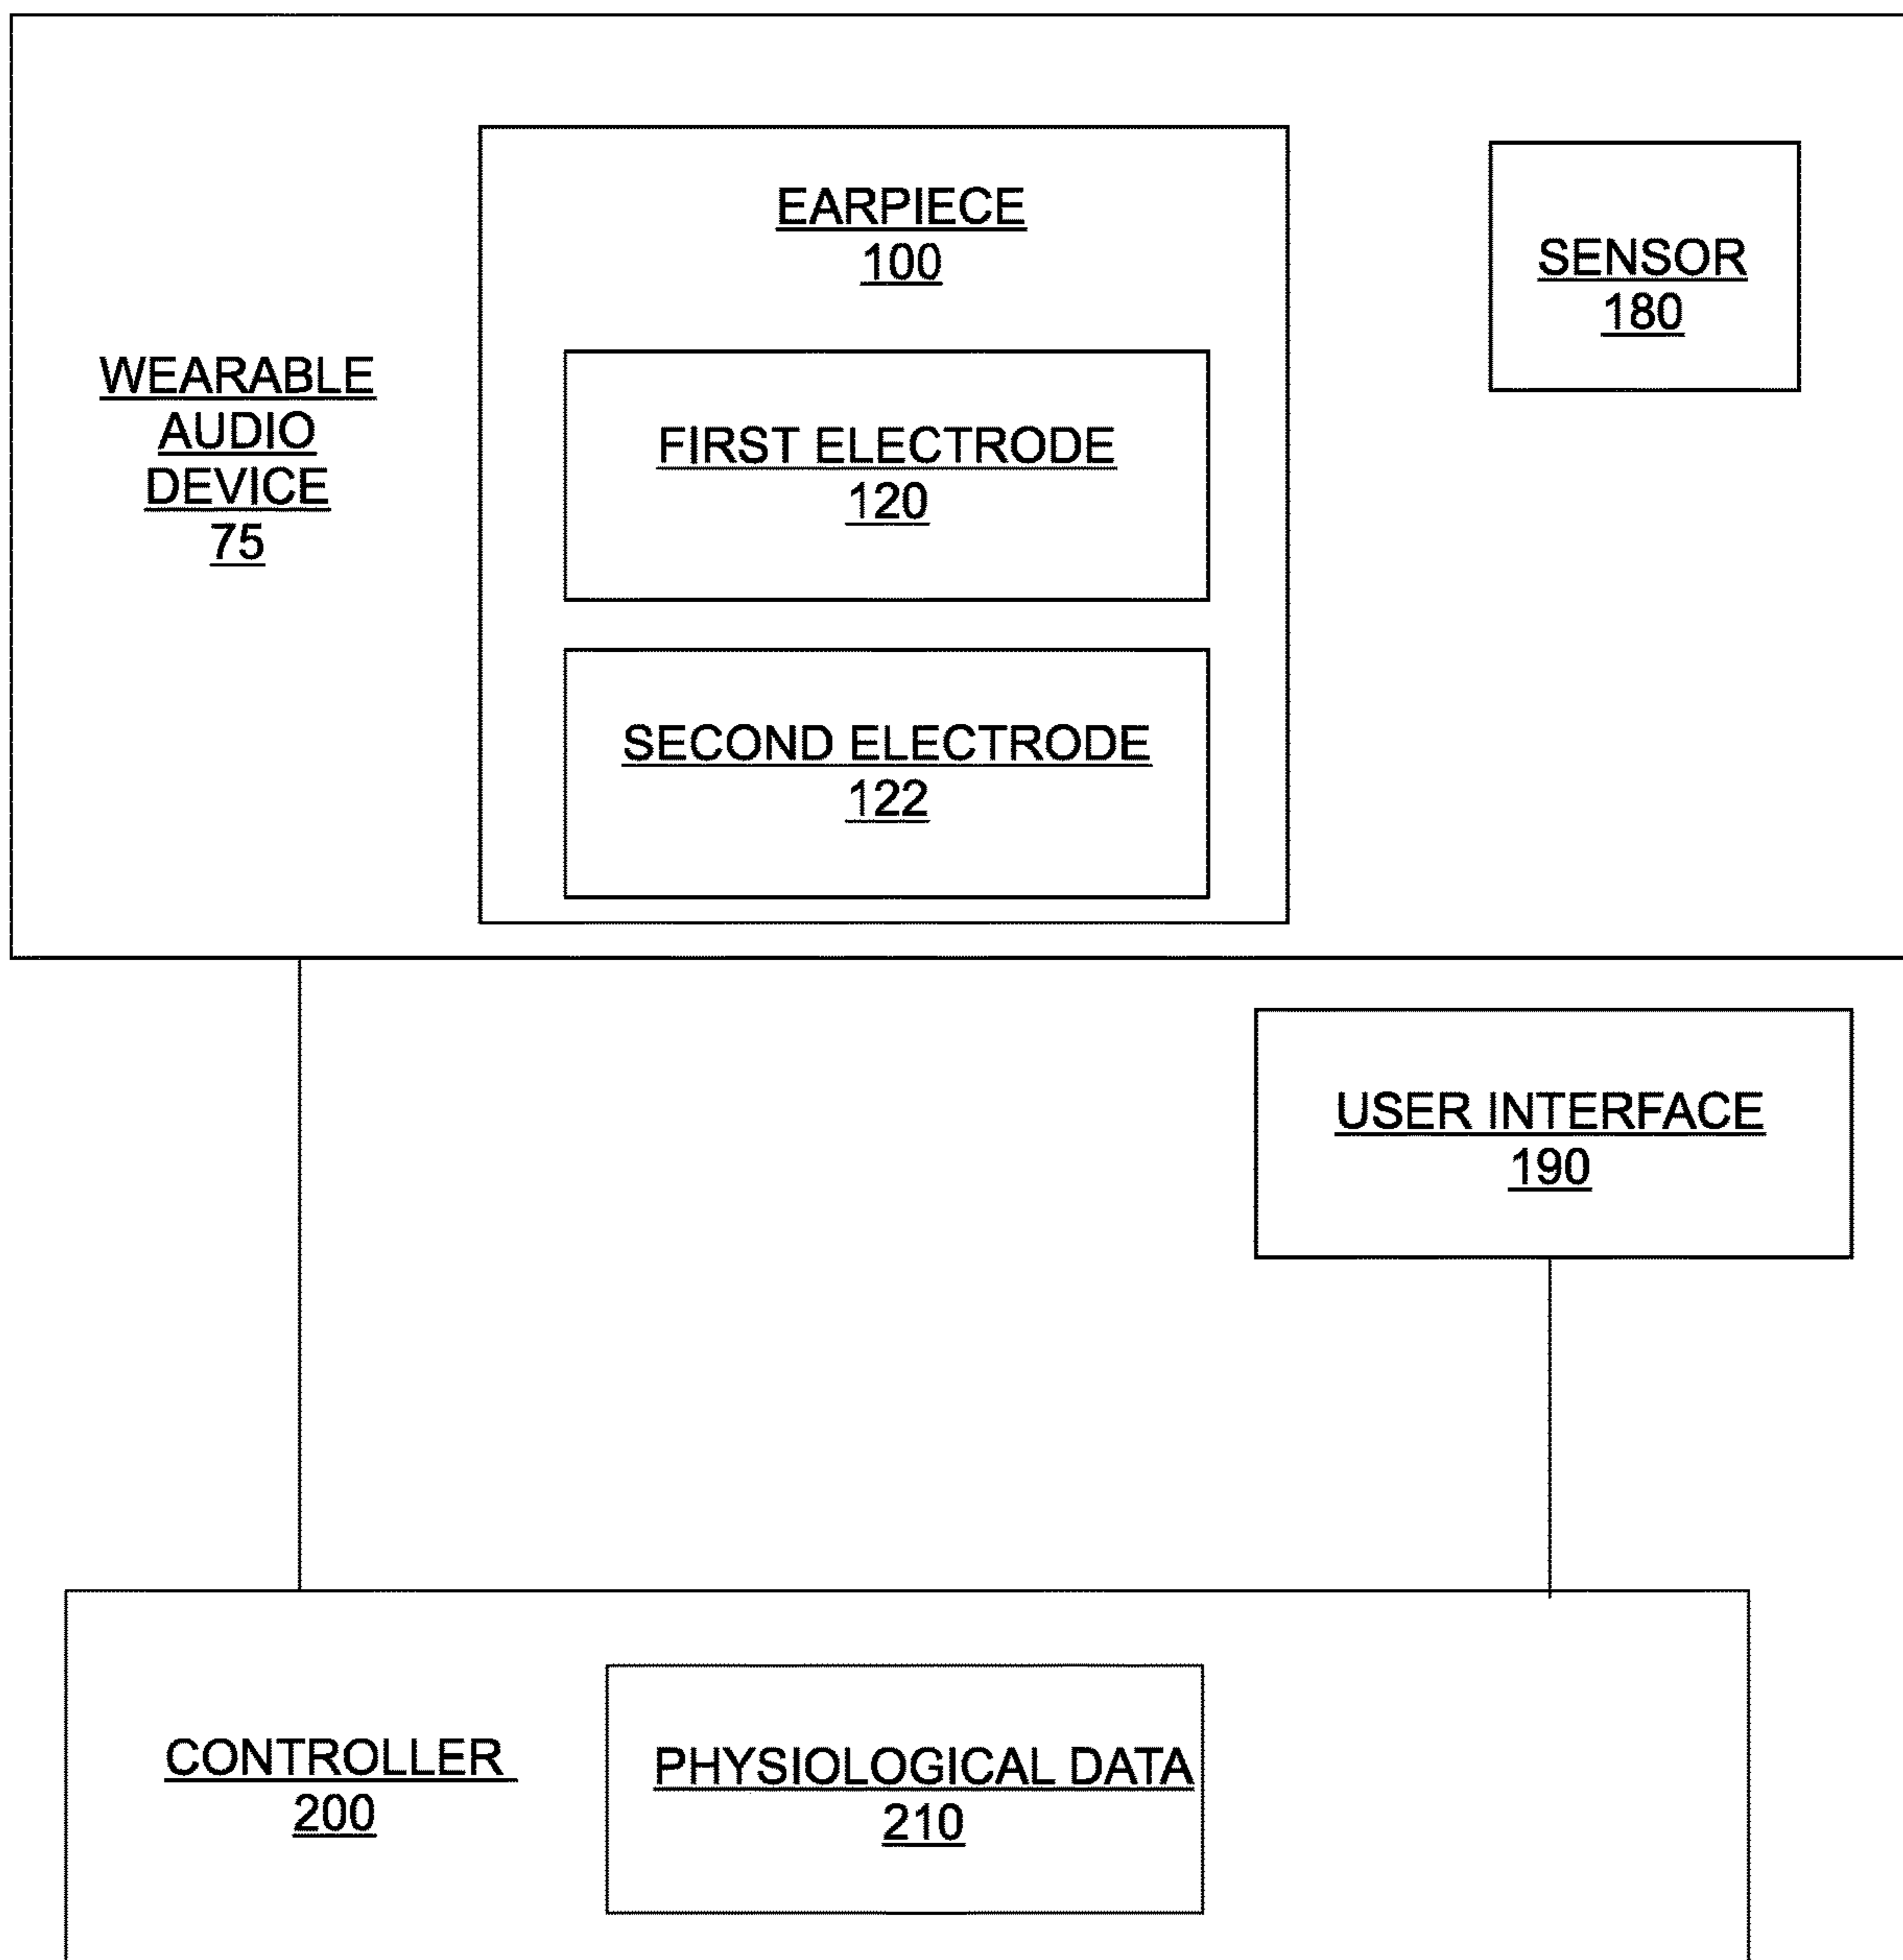 WEARABLE
AUDIO
DEVICE
75
EARPIECE
100
FIRST ELECTRODE
120
SECOND ELECTRODE
122
SENSOR
180
USER INTERFACE
190
CONTROLLER
200
PHYSIOLOGICAL DATA
210